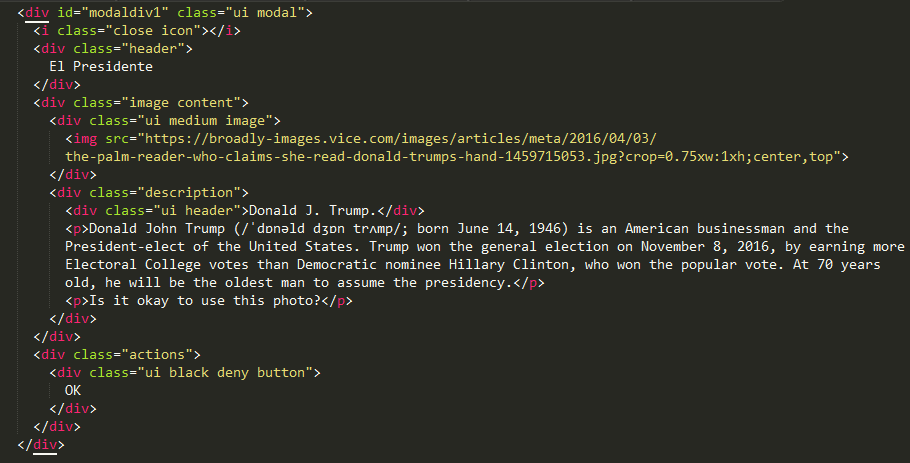 <div id="modaldiv1" class="ui modal">
<i class="close icon"></i>
<div class="header">
El Presidente
</div>
<div class="image content">
<div class="ui medium image">
<img src="https://broadly-images.vice.com/images/articles/meta/2016/04/03/
the-palm-reader-who-claims-she-read-donald-trumps-hand-1459715053.jpg?crop=0.75xw:1xh;center,top">
</div>
<div class="description">
<div class="ui header">Donald J. Trump.</div>
<p>Donald John Trump (/ˈdɒnəld dʒɒn trʌmp/; born June 14, 1946) is an American businessman and the
President-elect of the United States. Trump won the general election on November 8, 2016, by earning more
Electoral College votes than Democratic nominee Hillary Clinton, who won the popular vote. At 70 years
old, he will be the oldest man to assume the presidency.</p>
<p>Is it okay to use this photo?</p>
</div>
</div>
<div class="actions">
<div class="ui black deny button">
OK
</div>
</div>
</div>